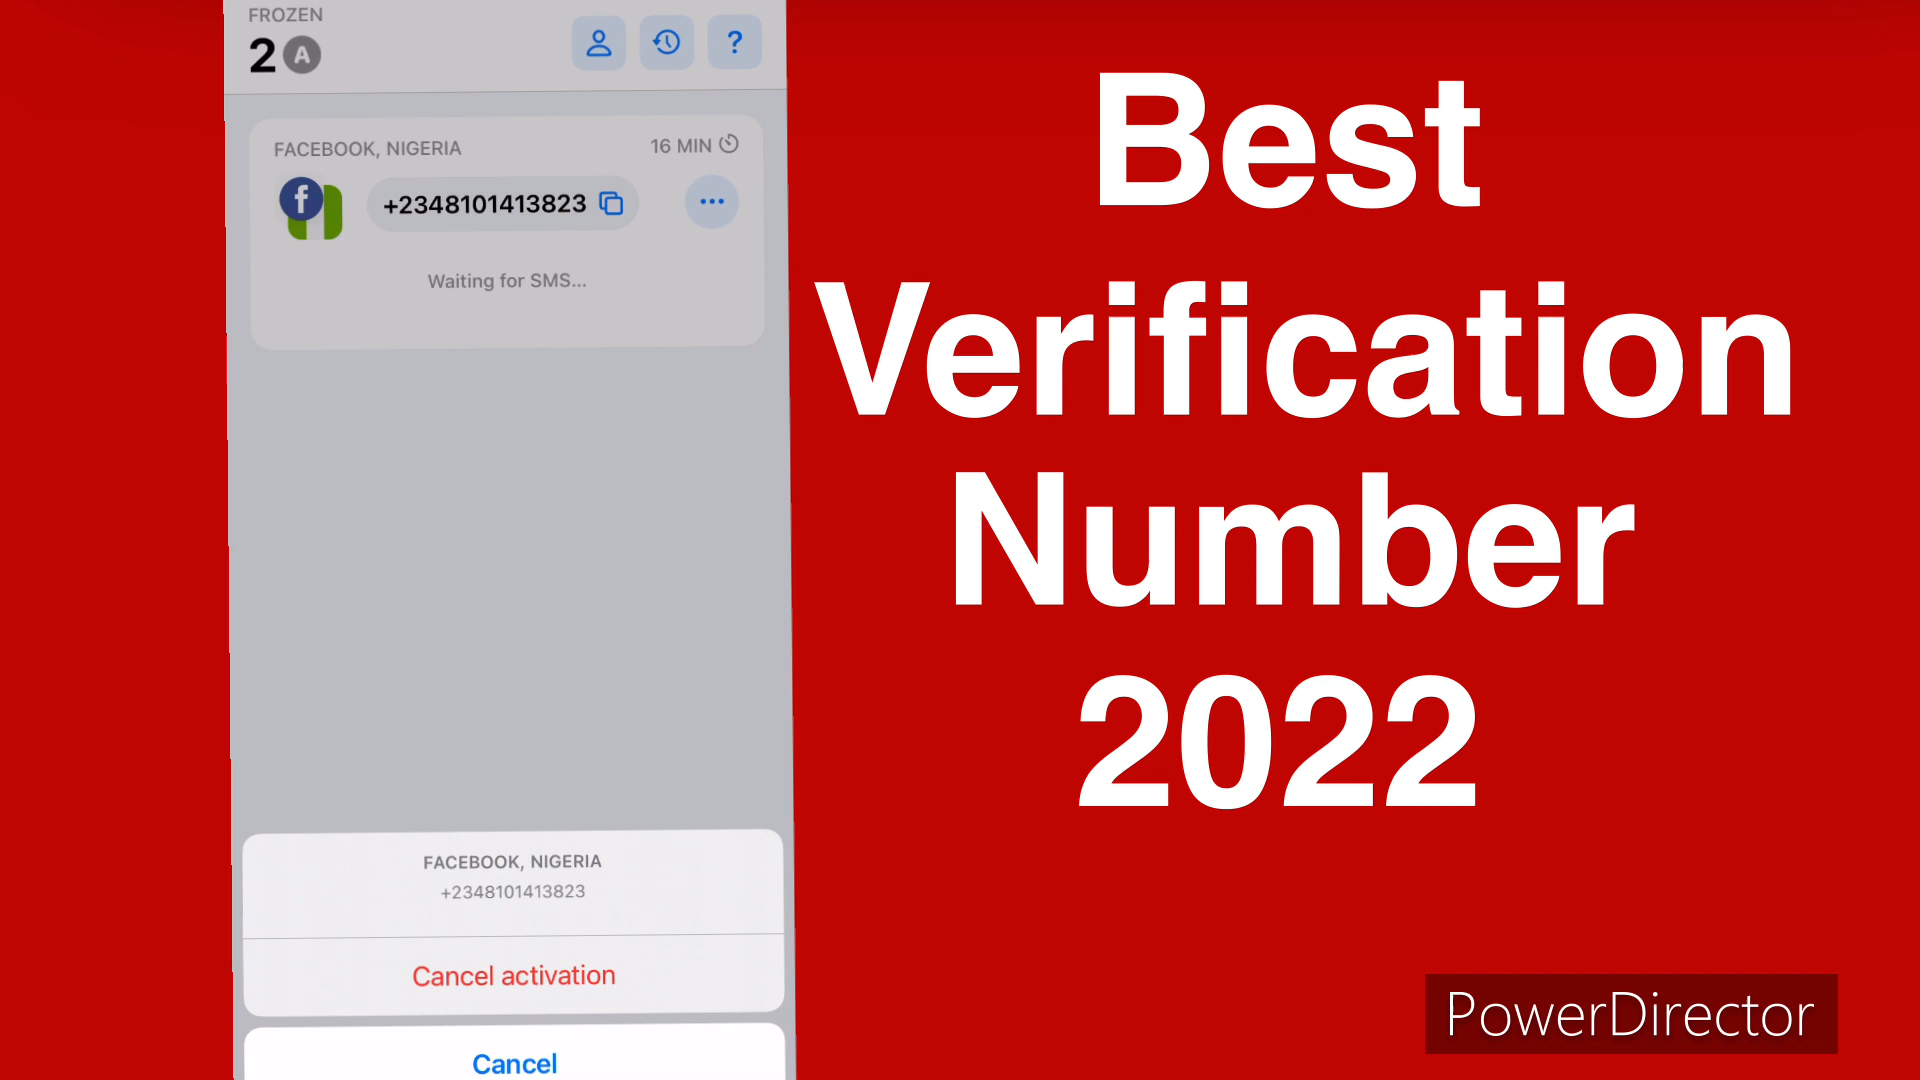 FROZEN
2 A
?
FACEBOOK, NIGERIA
16 MIN
f
+2348101413823
Waiting for SMS...
FACEBOOK, NIGERIA
+2348101413823
Cancel activation
Cancel
Best
Verification
Number
2022
PowerDirector